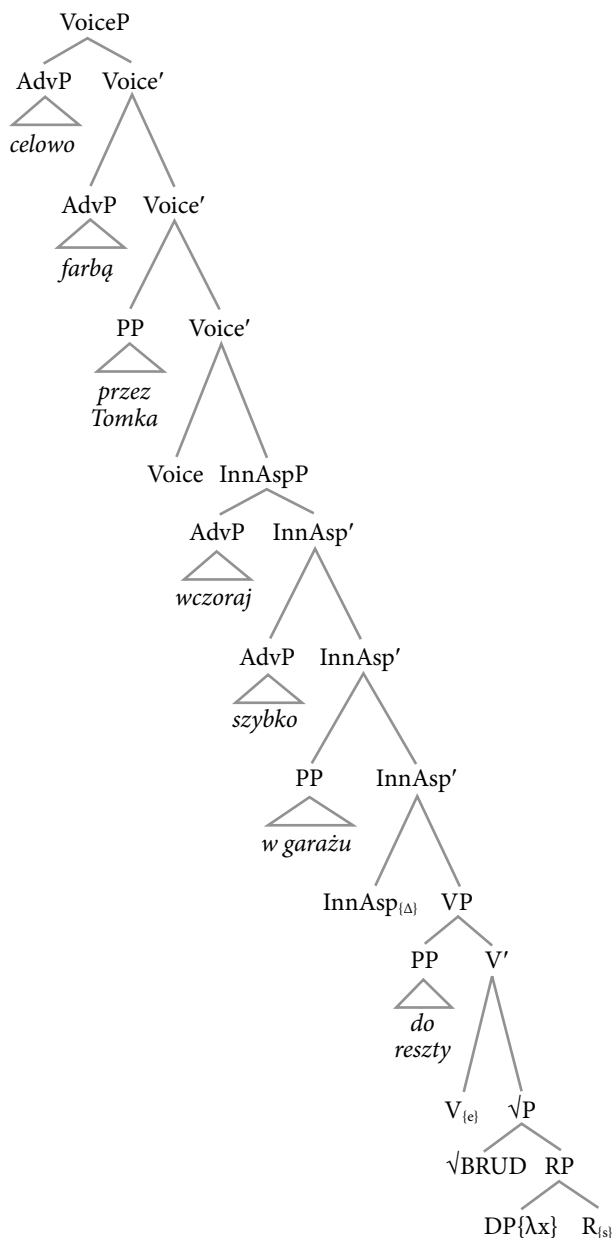 VoiceP
AdvP Voice′
celowo
AdvP Voice′
farbą
PP Voice′
przez
Tomka
Voice InnAspP
AdvP InnAsp′
wczoraj
AdvP InnAsp′
szybko
PP InnAsp′
w garażu
InnAsp{Δ} VP
PP V′
do
reszty
V{e} √P
√BRUD RP
DP{λx} R{s}